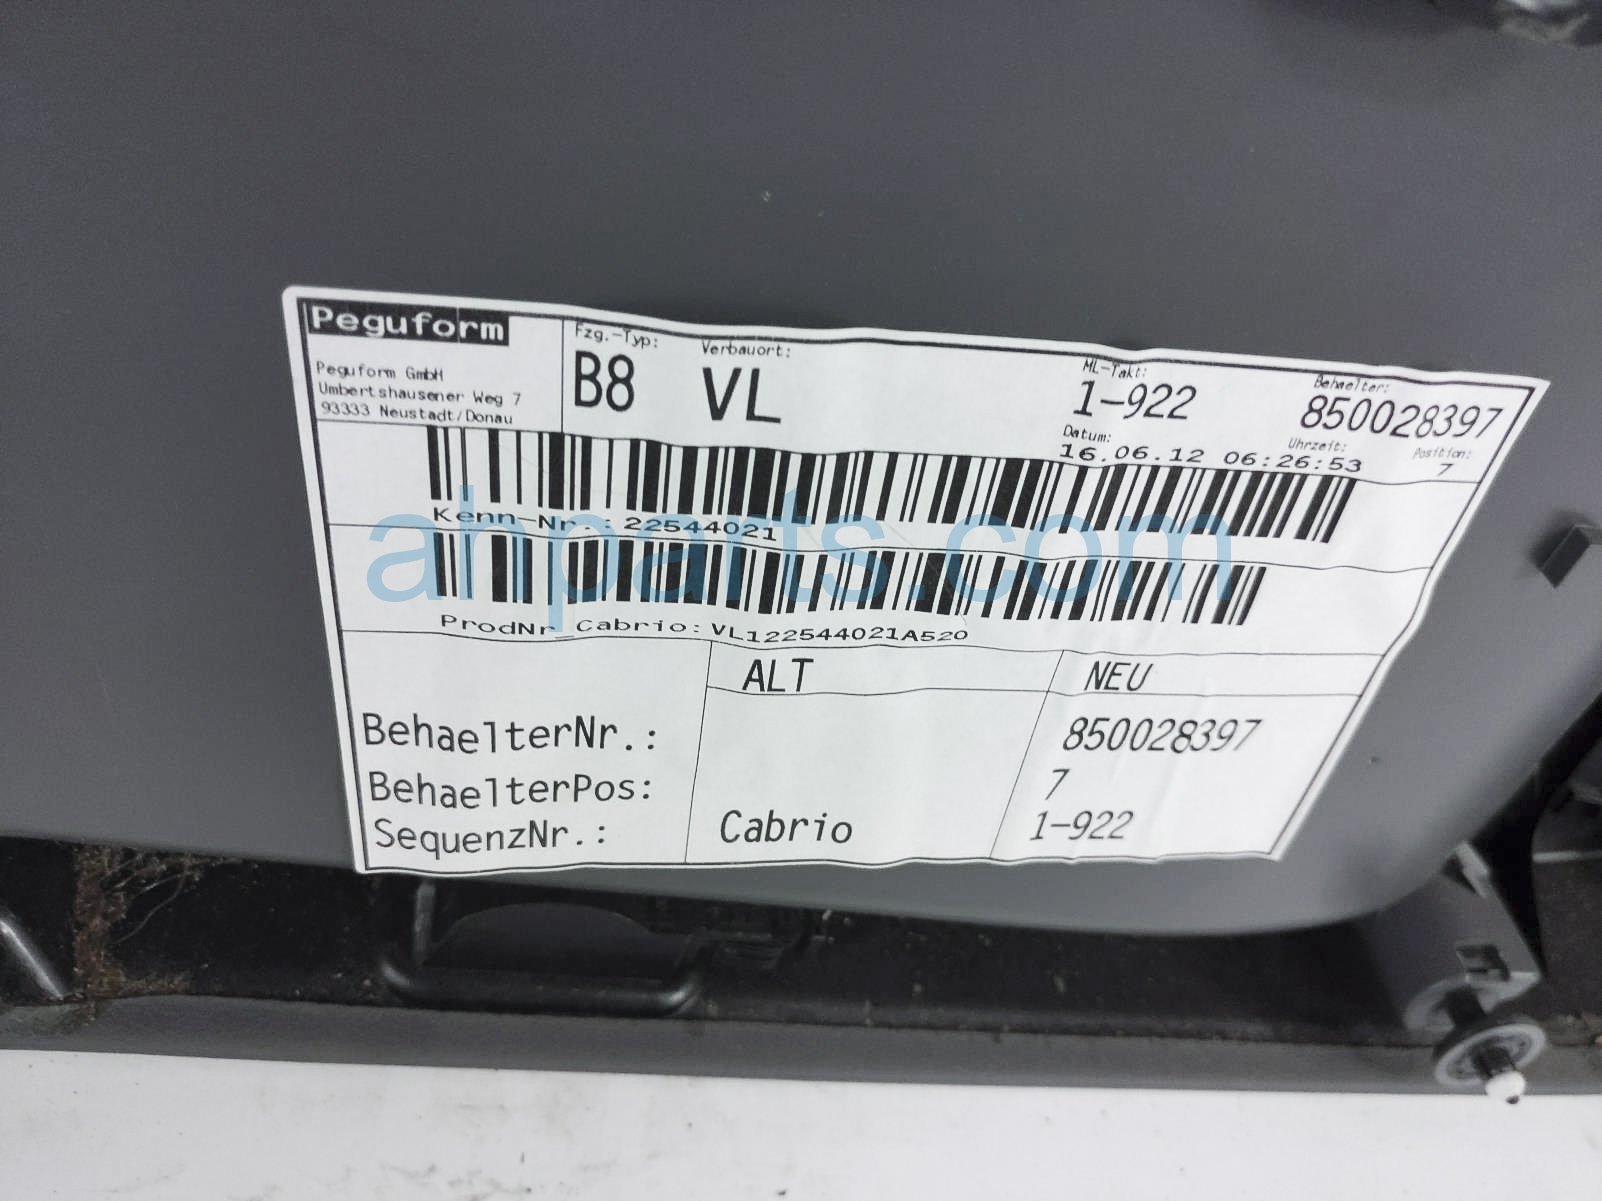 Peguform
Peguform GmbH
Umbertshausener Weg 7
93333 Neustadt/Donau
Fzg.-Typ:
B8
Verbauort:
VL
ML-Takt:
1-922
Behaelter:
850028397
Datum:
Uhrzeit:
Position:
16.06.12 06:26:53
7
Kenn-Nr.: 22544021
ProdNr_Cabrio: VL122544021A520
ALT NEU
BehaelterNr.: 850028397
BehaelterPos: 7
SequenzNr.: Cabrio 1-922
ahparts.com